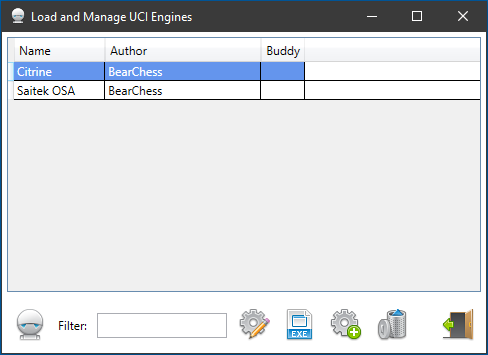 Load and Manage UCI Engines
Name Author Buddy
Citrine BearChess
Saitek OSA BearChess
Filter:
EXE